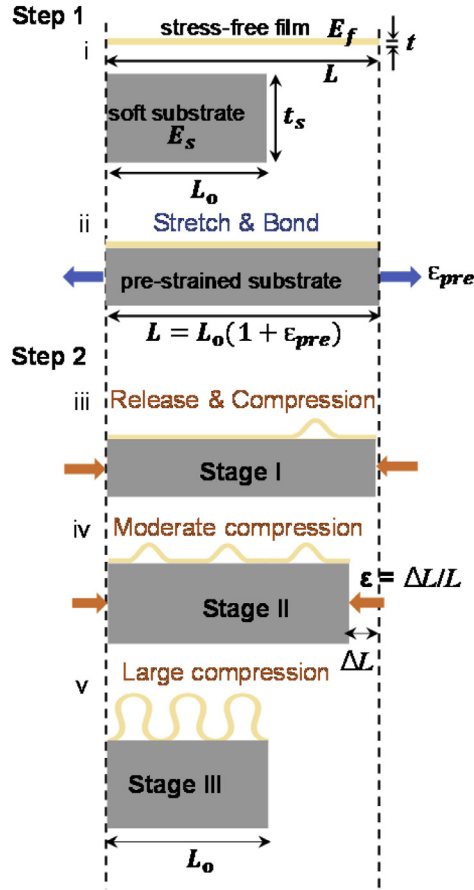 Step 1
i
stress-free film E_f
t
L
soft substrate
E_s
t_s
L_o
ii
Stretch & Bond
pre-strained substrate
ε_pre
L = L_o(1 + ε_pre)
Step 2
iii
Release & Compression
Stage I
iv
Moderate compression
ε = ΔL/L
Stage II
ΔL
v
Large compression
Stage III
L_o